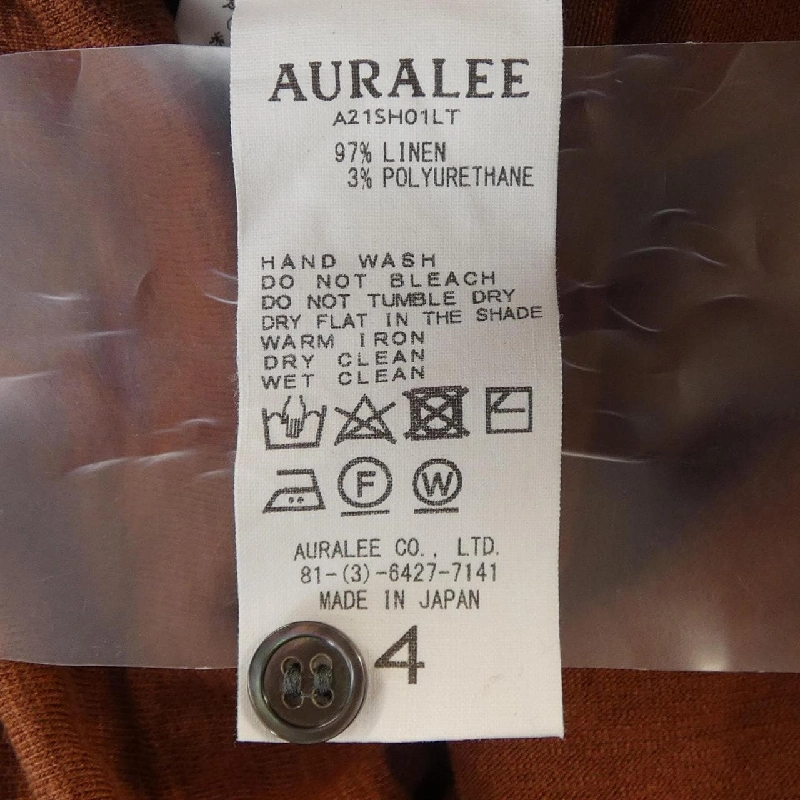 AURALEE
A21SH01LT
97% LINEN
3% POLYURETHANE
HAND WASH
DO NOT BLEACH
DO NOT TUMBLE DRY
DRY FLAT IN THE SHADE
WARM IRON
DRY CLEAN
WET CLEAN
F W
AURALEE CO., LTD.
81-(3)-6427-7141
MADE IN JAPAN
4